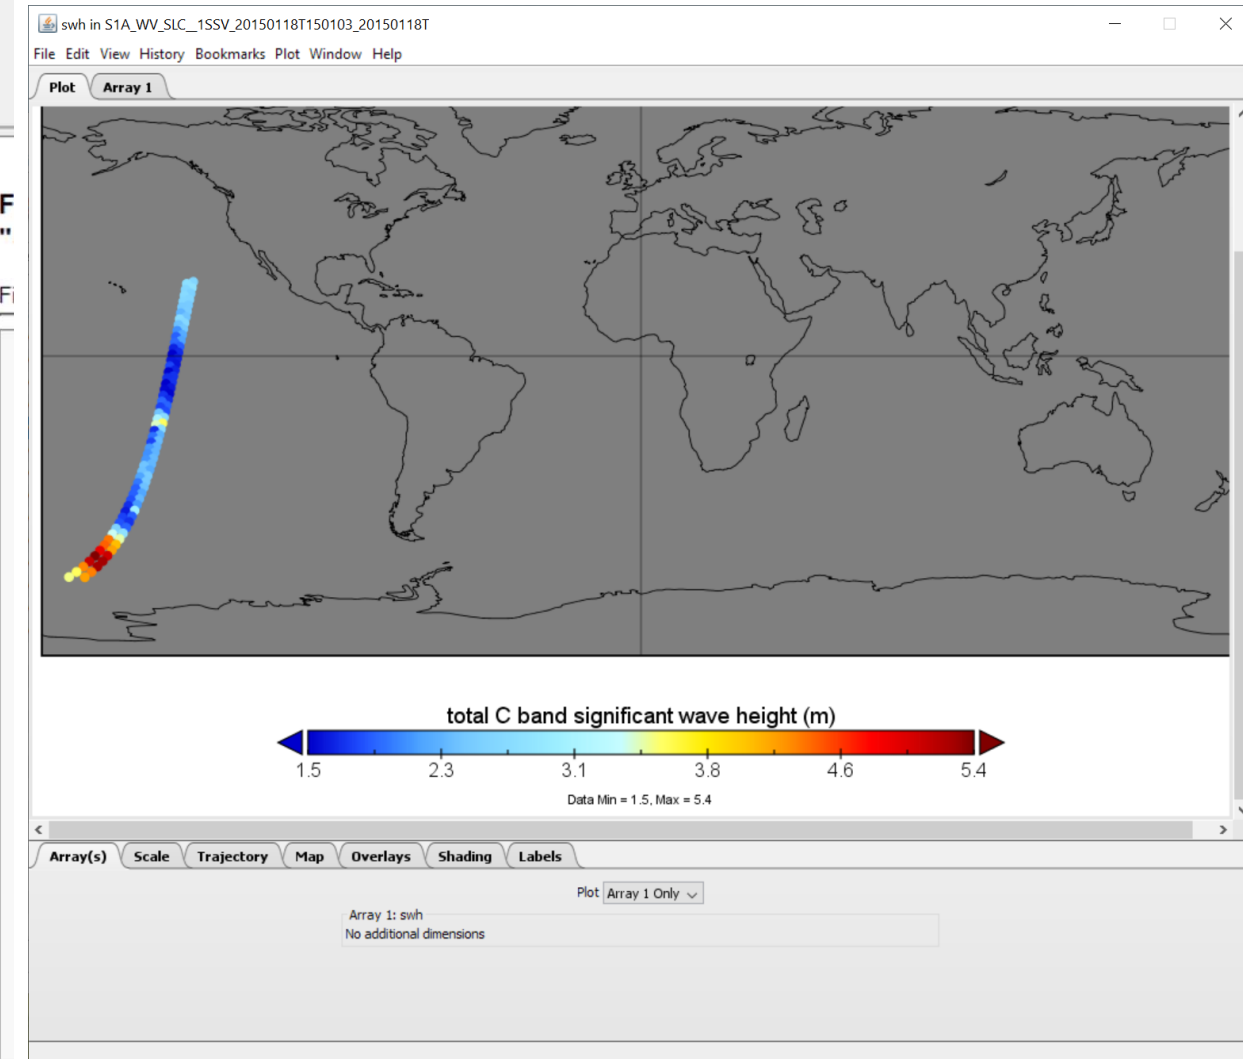 swh in S1A_WV_SLC__1SSV_20150118T150103_20150118T
File Edit View History Bookmarks Plot Window Help
Plot Array 1
F
"
Fi
total C band significant wave height (m)
1.5 2.3 3.1 3.8 4.6 5.4
Data Min = 1.5, Max = 5.4
Array(s) Scale Trajectory Map Overlays Shading Labels
Plot Array 1 Only
Array 1: swh
No additional dimensions